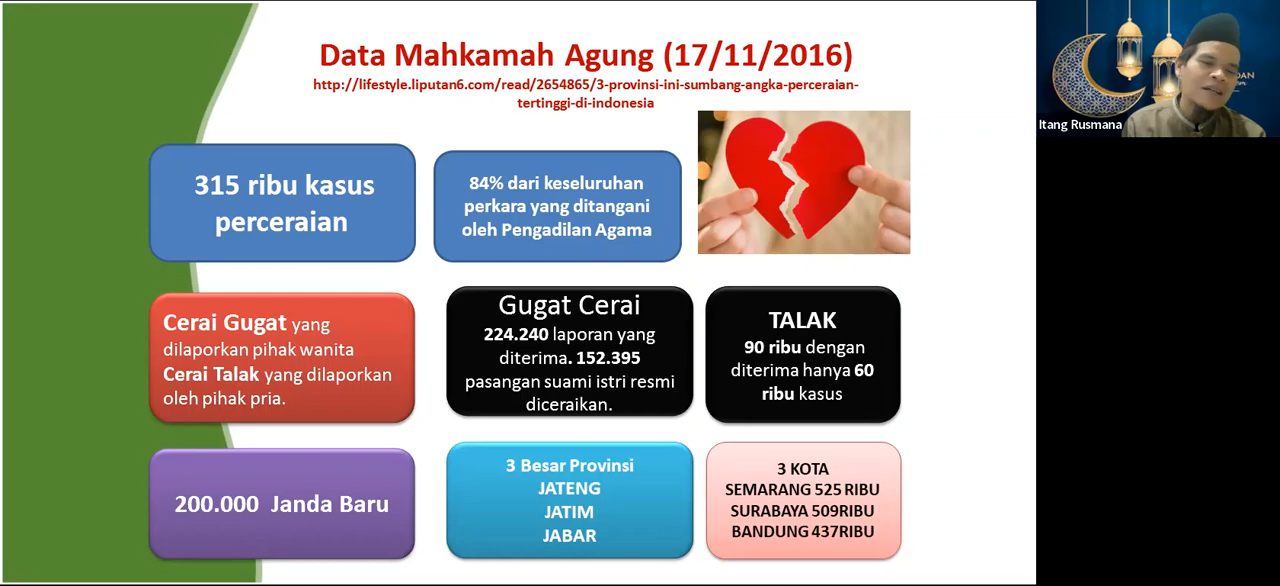 Data Mahkamah Agung (17/11/2016)
http://lifestyle.liputan6.com/read/2654865/3-provinsi-ini-sumbang-angka-perceraian-
tertinggi-di-indonesia
315 ribu kasus
perceraian
84% dari keseluruhan
perkara yang ditangani
oleh Pengadilan Agama
Cerai Gugat yang
dilaporkan pihak wanita
Cerai Talak yang dilaporkan
oleh pihak pria.
Gugat Cerai
224.240 laporan yang
diterima. 152.395
pasangan suami istri resmi
diceraikan.
TALAK
90 ribu dengan
diterima hanya 60
ribu kasus
200.000 Janda Baru
3 Besar Provinsi
JATENG
JATIM
JABAR
3 KOTA
SEMARANG 525 RIBU
SURABAYA 509RIBU
BANDUNG 437RIBU
Itang Rusmana